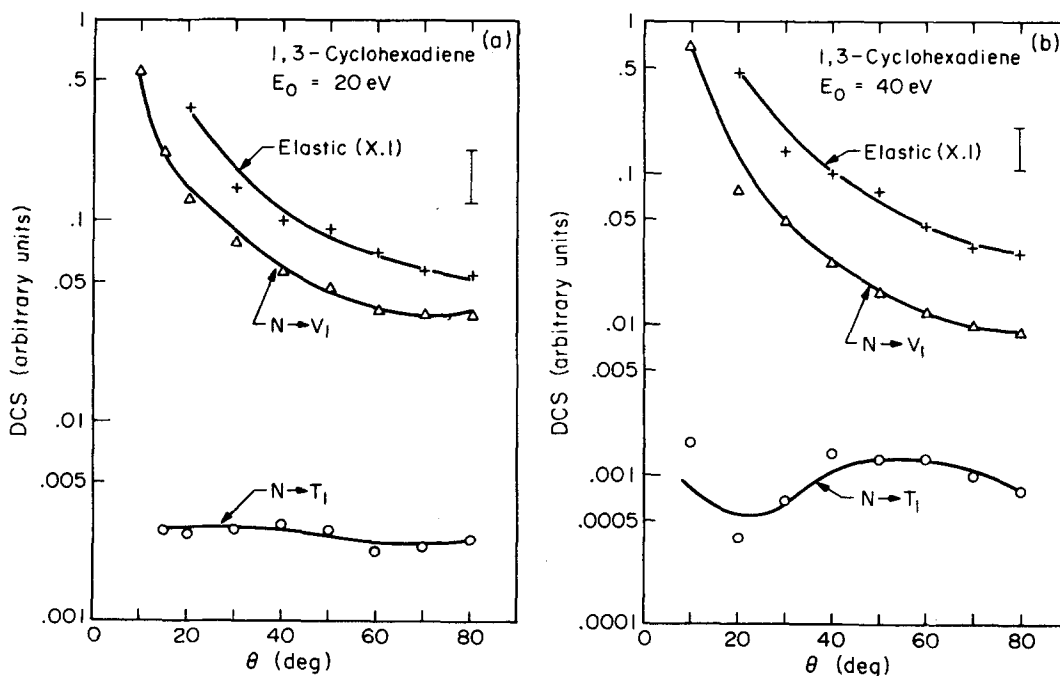 (a)
1,3-Cyclohexadiene
E₀ = 20 eV
Elastic (X.1)
N→V₁
N→T₁
DCS (arbitrary units)
1
.5
.1
.05
.01
.005
.001
0 20 40 60 80
θ (deg)
(b)
1,3-Cyclohexadiene
E₀ = 40 eV
Elastic (X.1)
N→V₁
N→T₁
DCS (arbitrary units)
1
.5
.1
.05
.01
.005
.001
.0005
.0001
0 20 40 60 80
θ (deg)